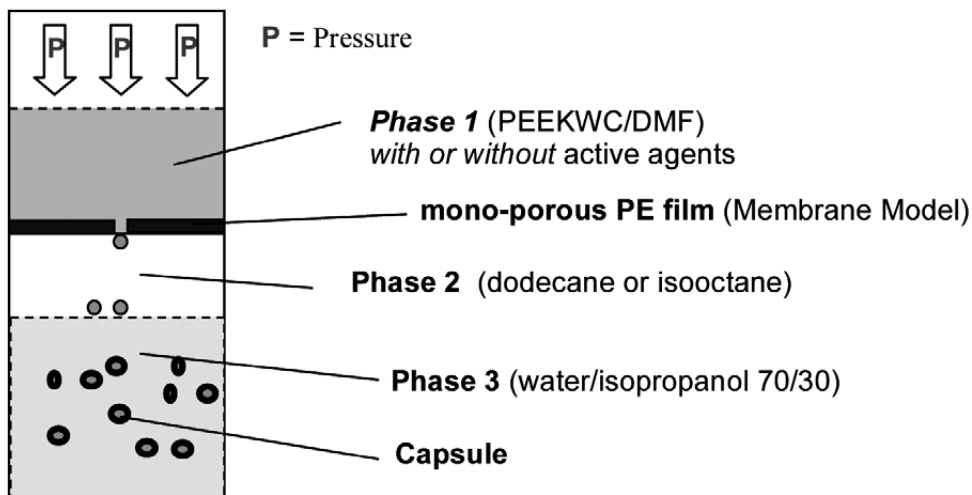 P P P
P = Pressure
Phase 1 (PEEKWC/DMF)
with or without active agents
mono-porous PE film (Membrane Model)
Phase 2 (dodecane or isooctane)
Phase 3 (water/isopropanol 70/30)
Capsule